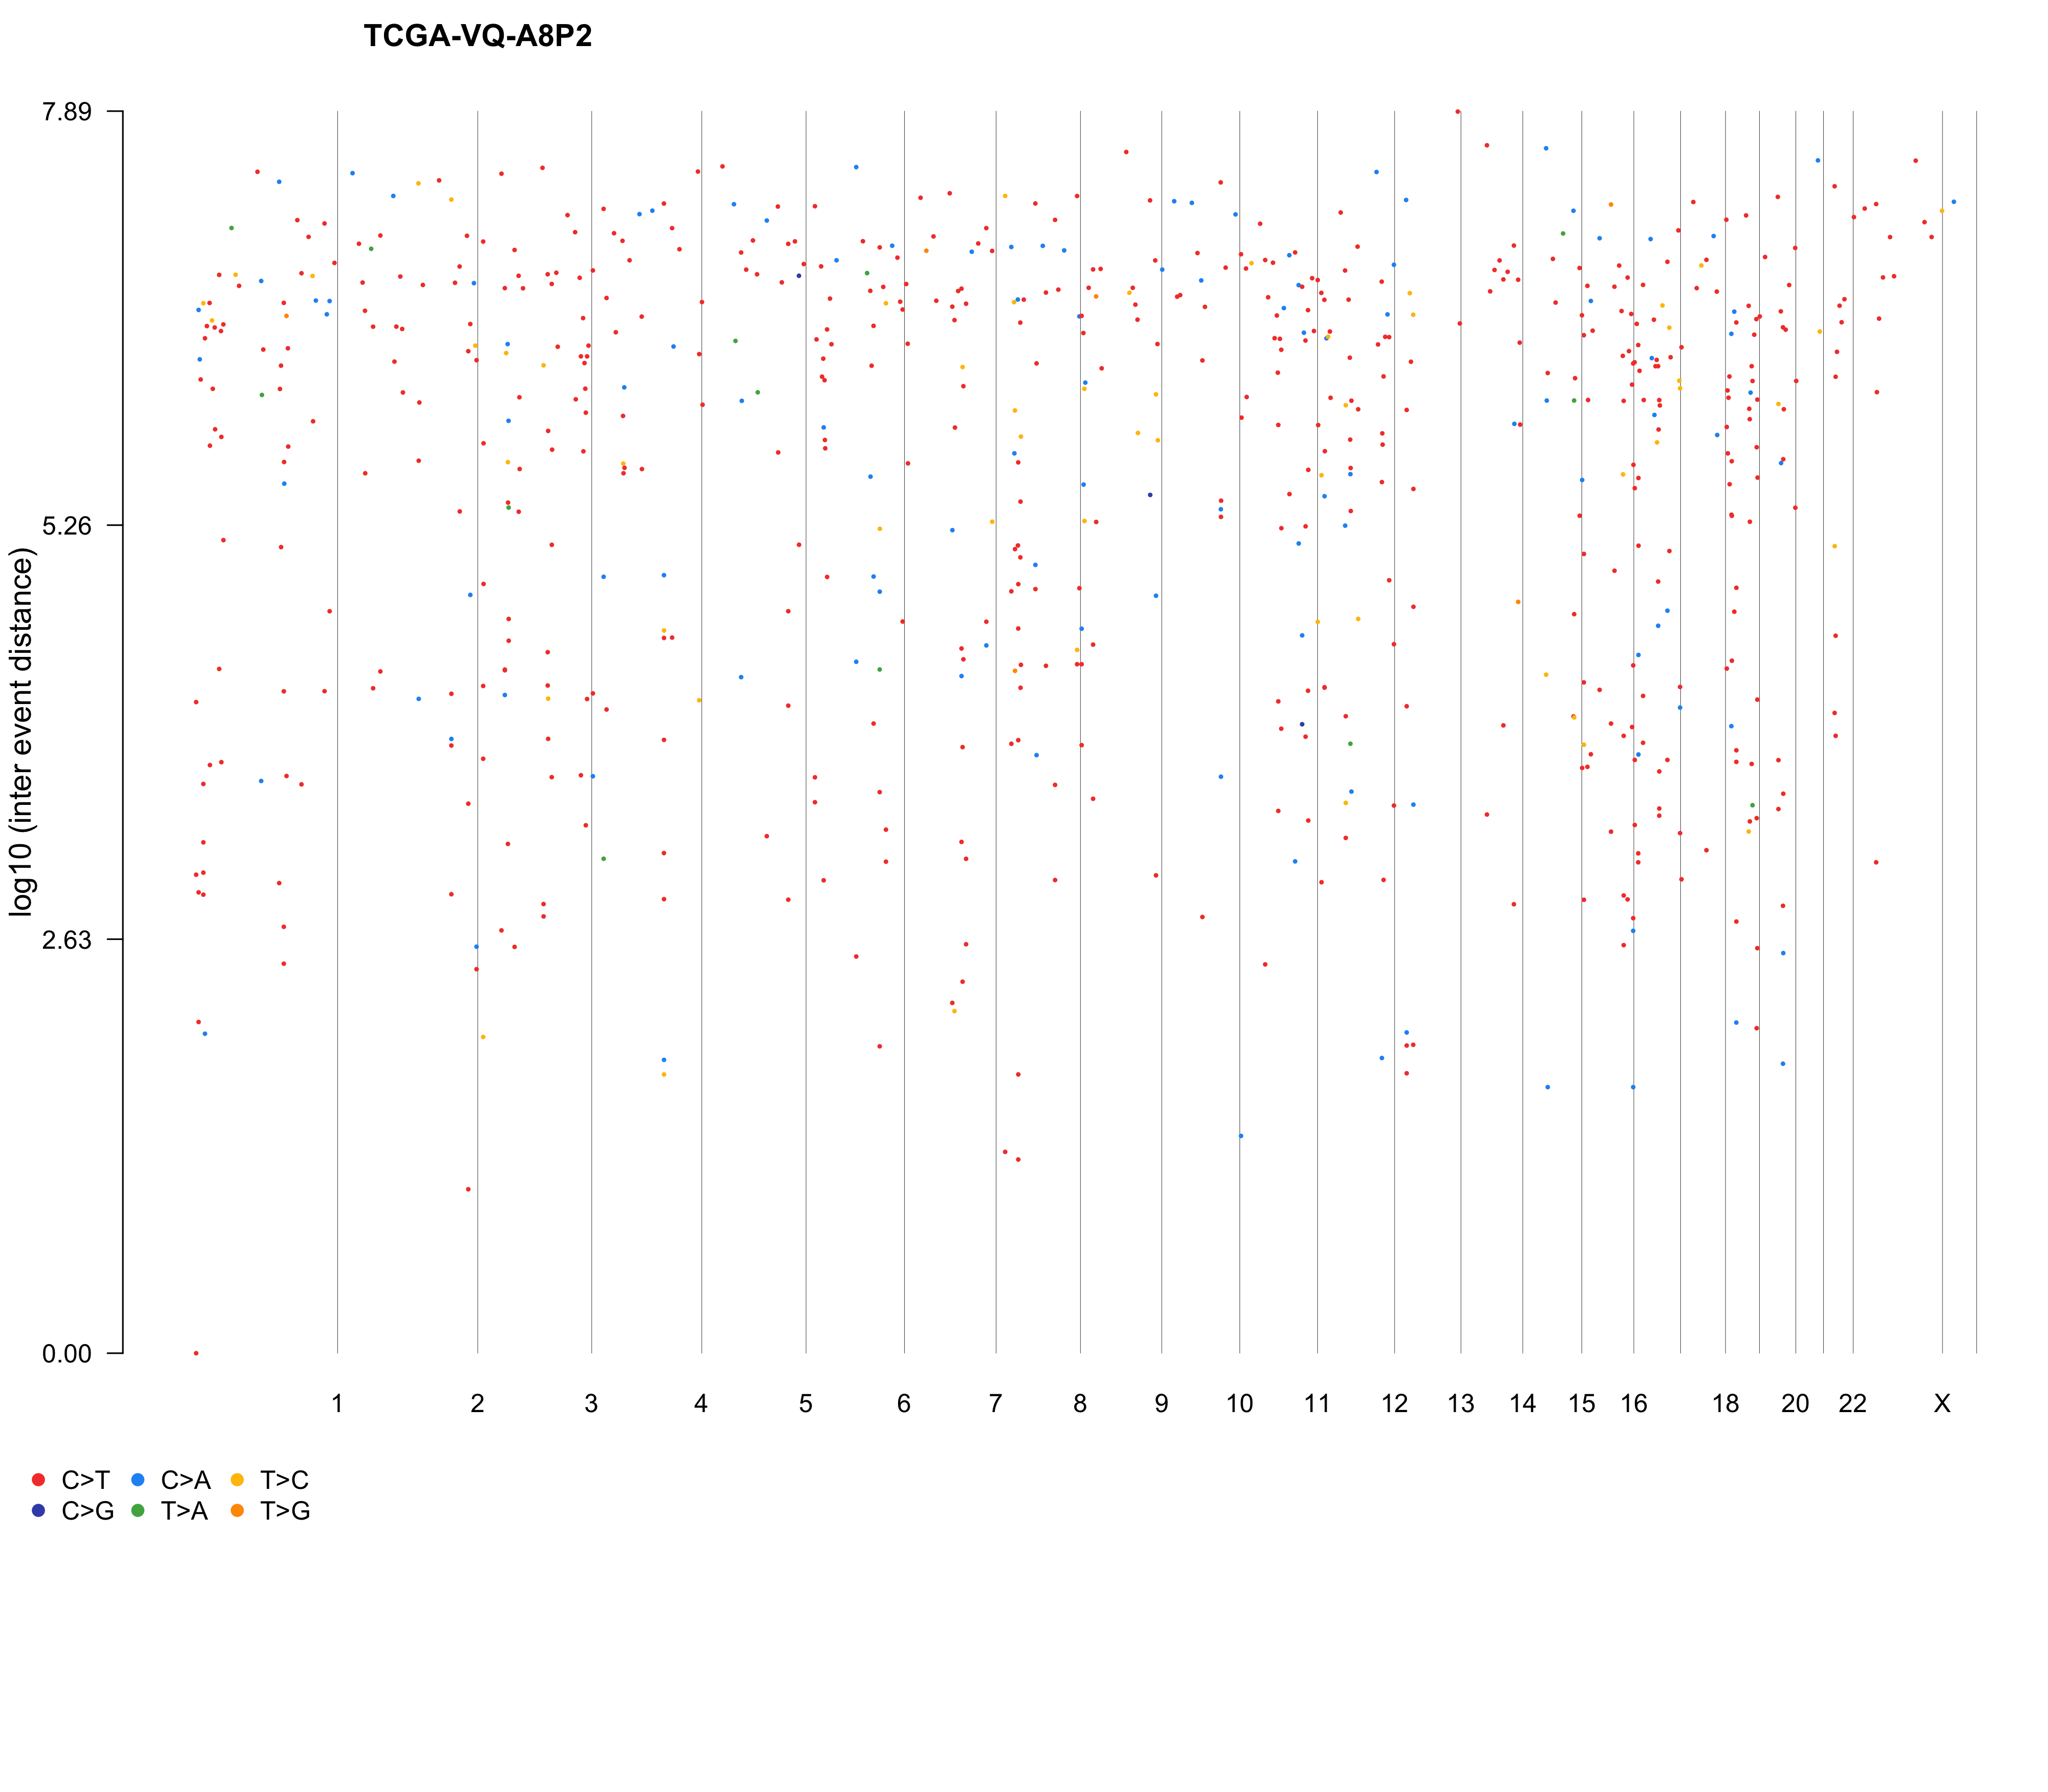 TCGA-VQ-A8P2
7.89
5.26
2.63
0.00
log10 (inter event distance)
1 2 3 4 5 6 7 8 9 10 11 12 13 14 15 16 18 20 22 X
C>T C>A T>C
C>G T>A T>G